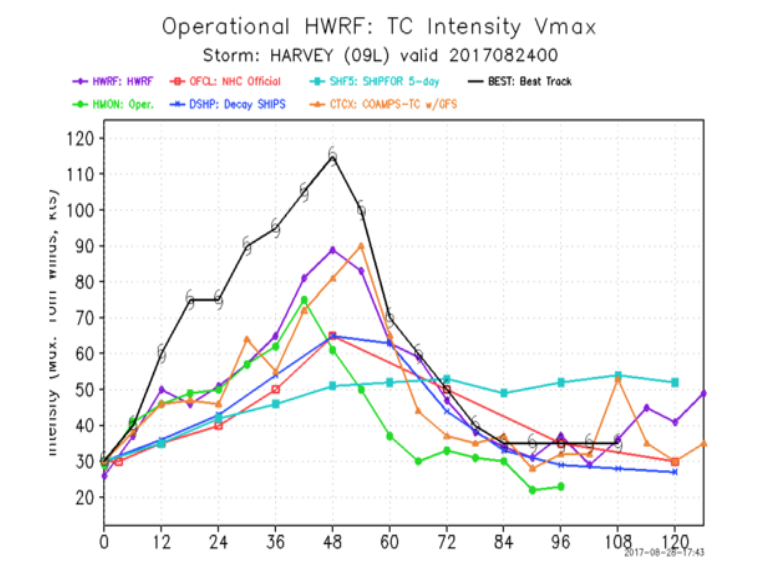 Operational HWRF: TC Intensity Vmax
Storm: HARVEY (09L) valid 2017082400
HWRF: HWRF OFCL: NHC Official SHF5: SHIPFOR 5-day BEST: Best Track
HMON: Oper. DSHP: Decay SHIPS CTCX: COAMPS-TC w/GFS
120
110
100
90
80
70
60
50
40
30
20
Intensity (Max. 10m winds, kts)
0 12 24 36 48 60 72 84 96 108 120
2017-08-28-17:43